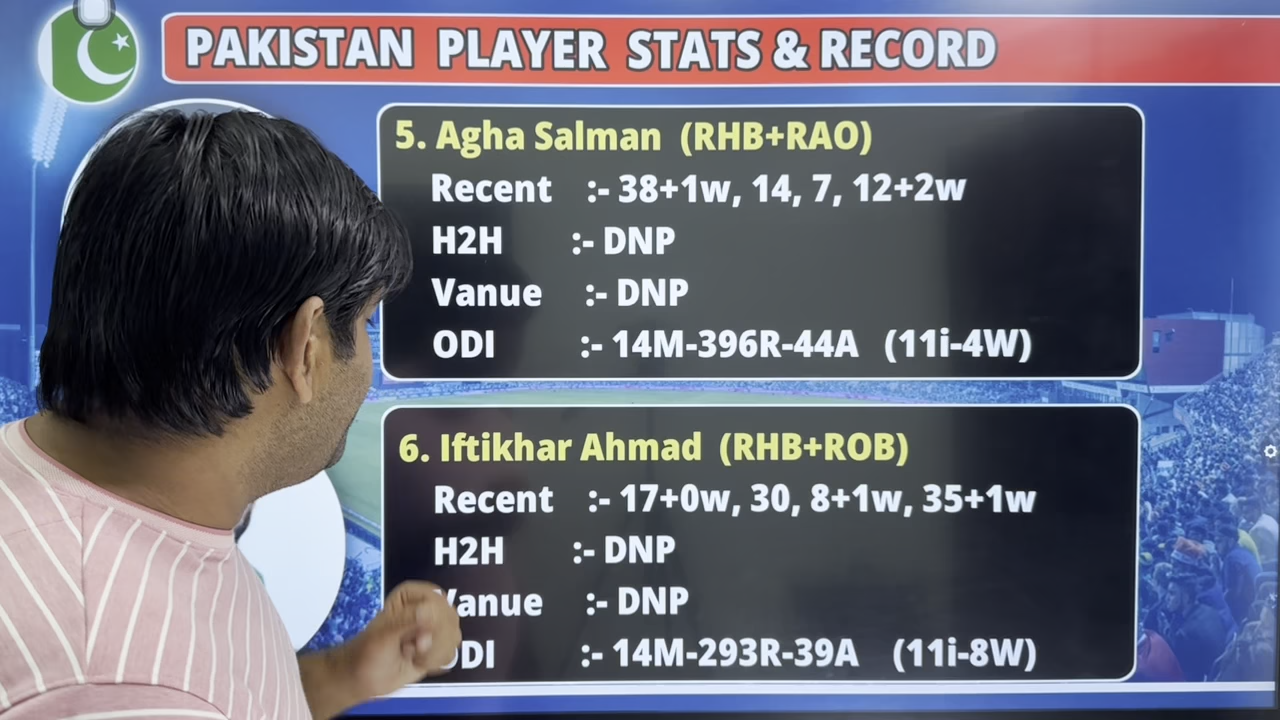 PAKISTAN PLAYER STATS & RECORD
5. Agha Salman (RHB+RAO)
Recent :- 38+1w, 14, 7, 12+2w
H2H :- DNP
Vanue :- DNP
ODI :- 14M-396R-44A (11i-4W)
6. Iftikhar Ahmad (RHB+ROB)
Recent :- 17+0w, 30, 8+1w, 35+1w
H2H :- DNP
Vanue :- DNP
ODI :- 14M-293R-39A (11i-8W)